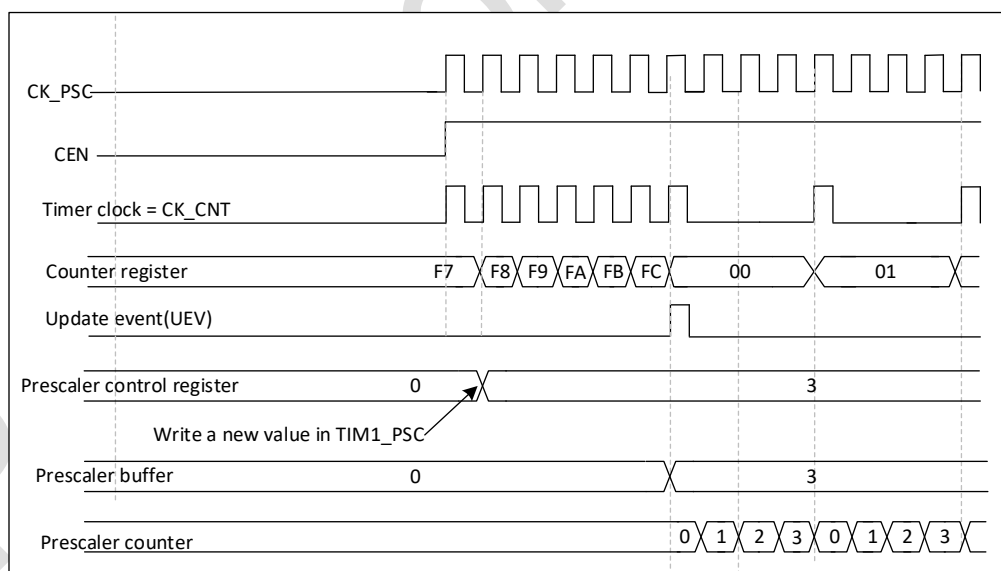 CK_PSC
CEN
Timer clock = CK_CNT
Counter register F7 F8 F9 FA FB FC 00 01
Update event(UEV)
Prescaler control register 0 3
Write a new value in TIM1_PSC
Prescaler buffer 0 3
Prescaler counter 0 1 2 3 0 1 2 3